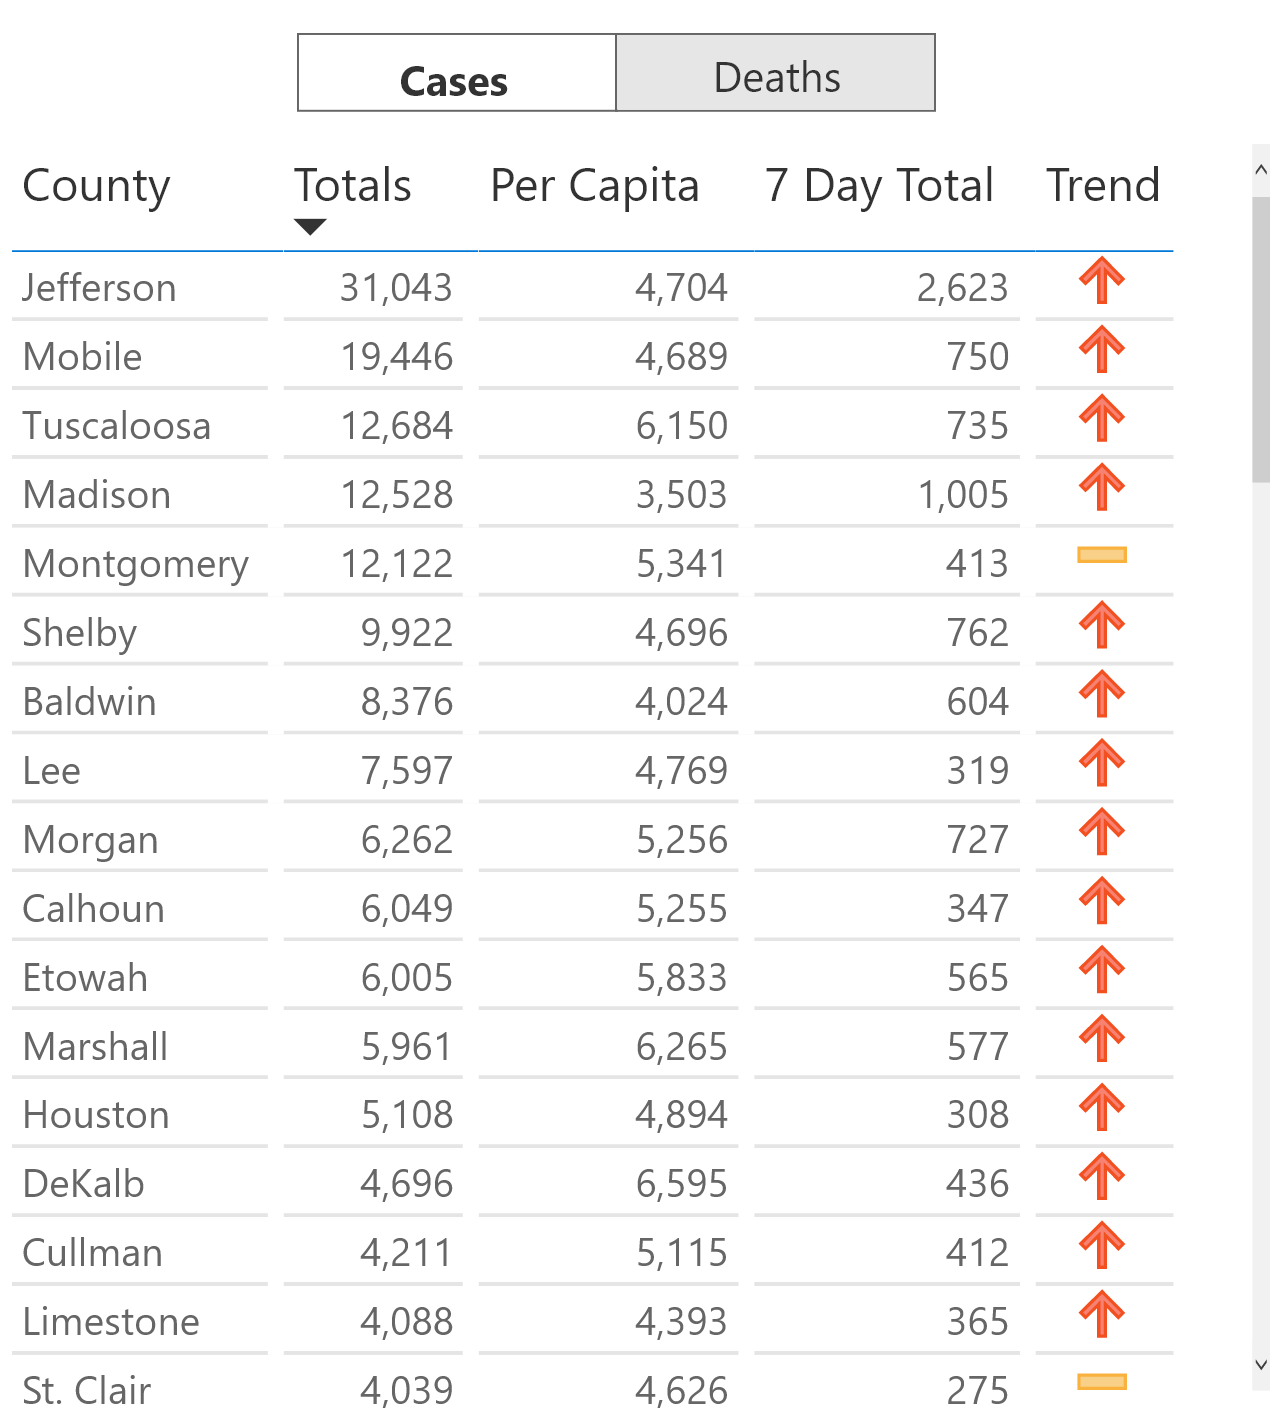 Cases Deaths
County Totals Per Capita 7 Day Total Trend
Jefferson 31,043 4,704 2,623
Mobile 19,446 4,689 750
Tuscaloosa 12,684 6,150 735
Madison 12,528 3,503 1,005
Montgomery 12,122 5,341 413
Shelby 9,922 4,696 762
Baldwin 8,376 4,024 604
Lee 7,597 4,769 319
Morgan 6,262 5,256 727
Calhoun 6,049 5,255 347
Etowah 6,005 5,833 565
Marshall 5,961 6,265 577
Houston 5,108 4,894 308
DeKalb 4,696 6,595 436
Cullman 4,211 5,115 412
Limestone 4,088 4,393 365
St. Clair 4,039 4,626 275